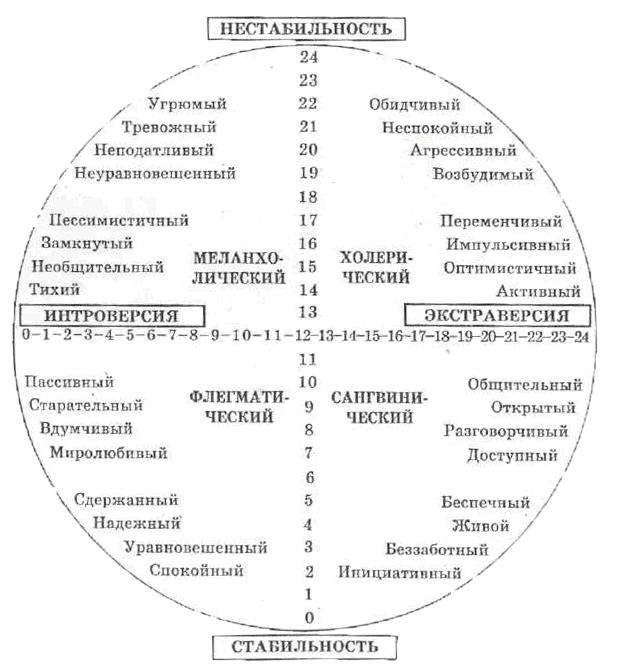 НЕСТАБИЛЬНОСТЬ
24
23
Угрюмый 22 Обидчивый
Тревожный 21 Неспокойный
Неподатливый 20 Агрессивный
Неуравновешенный 19 Возбудимый
18
Пессимистичный 17 Переменчивый
Замкнутый 16 Импульсивный
МЕЛАНХО- ХОЛЕРИ-
Необщительный 15 Оптимистичный
ЛИЧЕСКИЙ ЧЕСКИЙ
Тихий 14 Активный
ИНТРОВЕРСИЯ 13 ЭКСТРАВЕРСИЯ
0-1-2-3-4-5-6-7-8-9-10-11-12-13-14-15-16-17-18-19-20-21-22-23-24
11
Пассивный 10 Общительный
ФЛЕГМАТИ- САНГВИНИ-
Старательный 9 Открытый
ЧЕСКИЙ ЧЕСКИЙ
Вдумчивый 8 Разговорчивый
Миролюбивый 7 Доступный
6
Сдержанный 5 Беспечный
Надежный 4 Живой
Уравновешенный 3 Беззаботный
Спокойный 2 Инициативный
1
0
СТАБИЛЬНОСТЬ